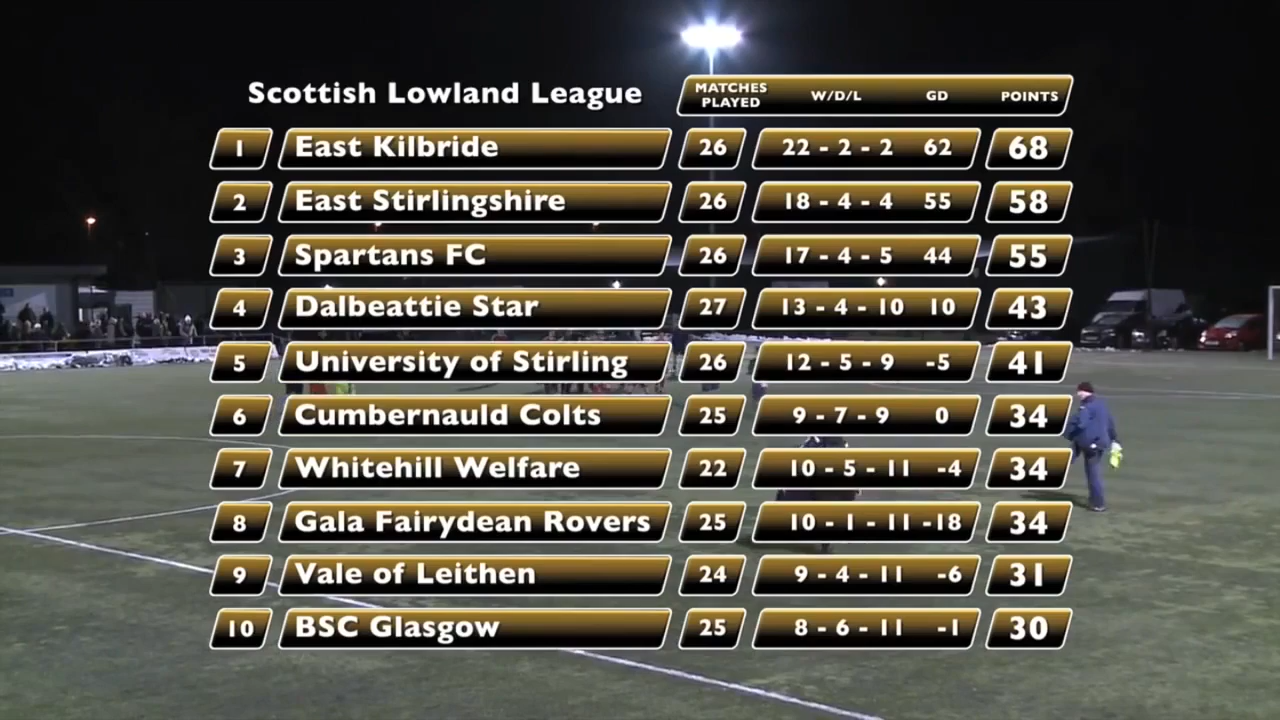 Scottish Lowland League MATCHES PLAYED W/D/L GD POINTS
1 East Kilbride 26 22 - 2 - 2 62 68
2 East Stirlingshire 26 18 - 4 - 4 55 58
3 Spartans FC 26 17 - 4 - 5 44 55
4 Dalbeattie Star 27 13 - 4 - 10 10 43
5 University of Stirling 26 12 - 5 - 9 -5 41
6 Cumbernauld Colts 25 9 - 7 - 9 0 34
7 Whitehill Welfare 22 10 - 5 - 11 -4 34
8 Gala Fairydean Rovers 25 10 - 1 - 11 -18 34
9 Vale of Leithen 24 9 - 4 - 11 -6 31
10 BSC Glasgow 25 8 - 6 - 11 -1 30